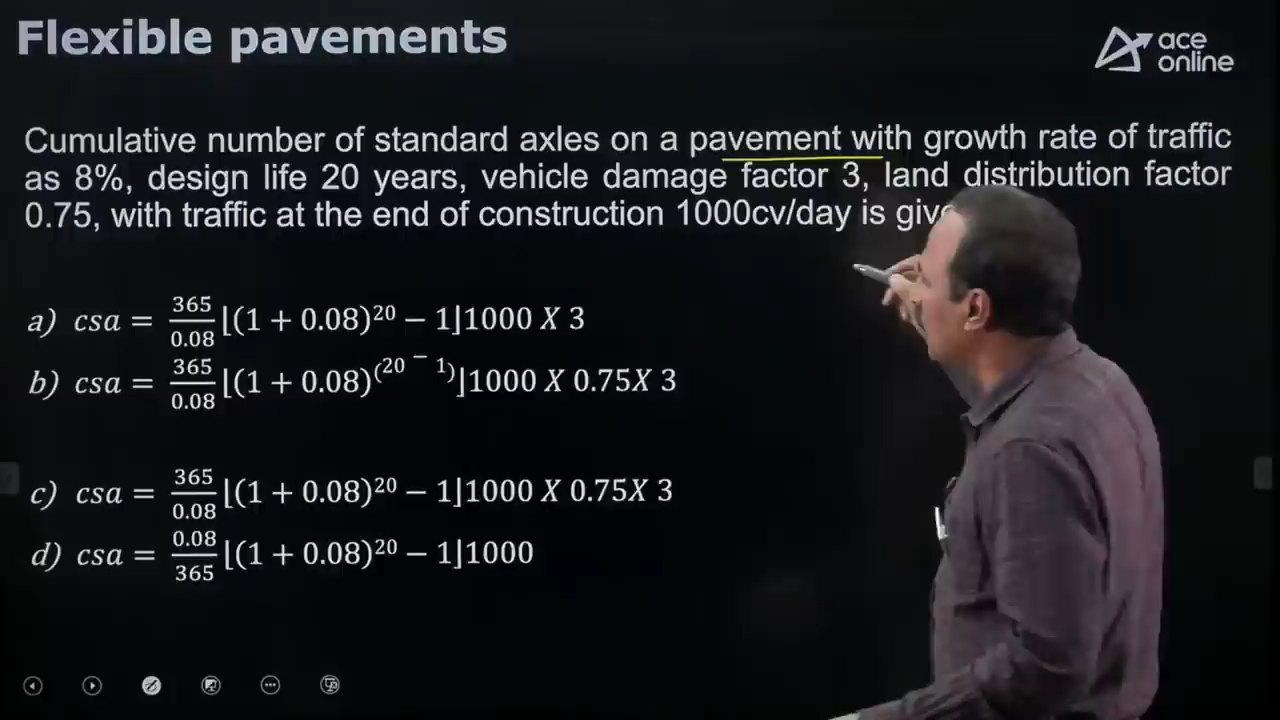 Flexible pavements
ace
online
Cumulative number of standard axles on a pavement with growth rate of traffic
as 8%, design life 20 years, vehicle damage factor 3, land distribution factor
0.75, with traffic at the end of construction 1000cv/day is
a) csa = 365/0.08 ⌊(1 + 0.08)²⁰ − 1⌋1000 X 3
b) csa = 365/0.08 ⌊(1 + 0.08)⁽²⁰ ⁻ ¹⁾⌋1000 X 0.75X 3
c) csa = 365/0.08 ⌊(1 + 0.08)²⁰ − 1⌋1000 X 0.75X 3
d) csa = 0.08/365 ⌊(1 + 0.08)²⁰ − 1⌋1000